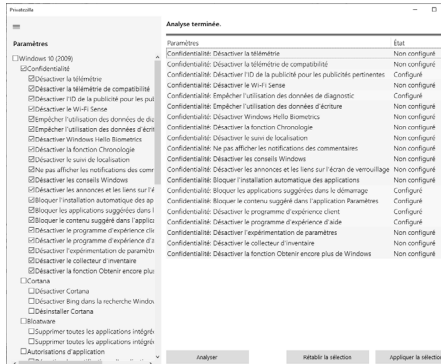 Privatezilla
Analyse terminée.
Paramètres
Windows 10 (2009)
Confidentialité
Désactiver la télémétrie
Désactiver la télémétrie de compatibilité
Désactiver l'ID de la publicité pour les publ
Désactiver le Wi-Fi Sense
Empêcher l'utilisation des données de dia
Empêcher l'utilisation des données d'écrit
Désactiver Windows Hello Biometrics
Désactiver la fonction Chronologie
Désactiver le suivi de localisation
Ne pas afficher les notifications des comm
Désactiver les conseils Windows
Désactiver les annonces et les liens sur l'é
Bloquer l'installation automatique des ap
Bloquer les applications suggérées dans l
Bloquer le contenu suggéré dans l'applica
Désactiver le programme d'expérience clie
Désactiver le programme d'expérience d'a
Désactiver l'expérimentation de paramètre
Désactiver le collecteur d'inventaire
Désactiver la fonction Obtenir encore plus
Cortana
Désactiver Cortana
Désactiver Bing dans la recherche Window
Désinstaller Cortana
Bloatware
Supprimer toutes les applications intégrée
Supprimer toutes les applications intégrée
Autorisations d'application
Paramètres État
Confidentialité: Désactiver la télémétrie Non configuré
Confidentialité: Désactiver la télémétrie de compatibilité Non configuré
Confidentialité: Désactiver l'ID de la publicité pour les publicités pertinentes Configuré
Confidentialité: Désactiver le Wi-Fi Sense Non configuré
Confidentialité: Empêcher l'utilisation des données de diagnostic Configuré
Confidentialité: Empêcher l'utilisation des données d'écriture Non configuré
Confidentialité: Désactiver Windows Hello Biometrics Non configuré
Confidentialité: Désactiver la fonction Chronologie Non configuré
Confidentialité: Désactiver le suivi de localisation Non configuré
Confidentialité: Ne pas afficher les notifications des commentaires Non configuré
Confidentialité: Désactiver les conseils Windows Non configuré
Confidentialité: Désactiver les annonces et les liens sur l'écran de verrouillage Non configuré
Confidentialité: Bloquer l'installation automatique des applications Non configuré
Confidentialité: Bloquer les applications suggérées dans le démarrage Configuré
Confidentialité: Bloquer le contenu suggéré dans l'application Paramètres Configuré
Confidentialité: Désactiver le programme d'expérience client Configuré
Confidentialité: Désactiver le programme d'expérience d'aide Configuré
Confidentialité: Désactiver l'expérimentation de paramètres Non configuré
Confidentialité: Désactiver le collecteur d'inventaire Non configuré
Confidentialité: Désactiver la fonction Obtenir encore plus de Windows Non configuré
Analyser Rétablir la sélection Appliquer la sélection